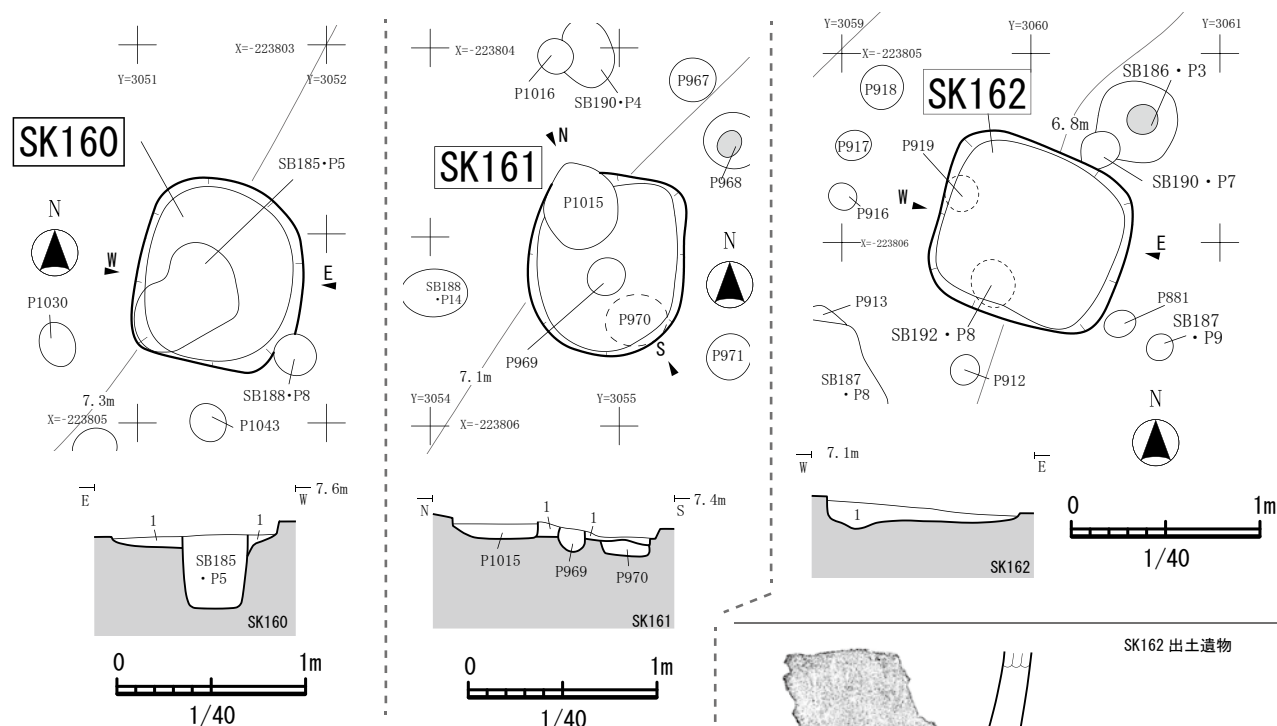 X=-223803
Y=3051
Y=3052
SK160
SB185・P5
N
W
E
P1030
SB188・P8
7.3m
X=-223805
P1043
E
W
7.6m
1
1
SB185
・P5
SK160
0
1m
1/40
X=-223804
P1016
SB190・P4
P967
N
SK161
P968
P1015
N
SB188
・P14
P970
P969
S
P971
7.1m
Y=3054
Y=3055
X=-223806
N
S
7.4m
1
1
P1015
P969
P970
SK161
0
1m
1/40
Y=3059
Y=3060
Y=3061
X=-223805
SB186・P3
P918
SK162
6.8m
P917
P919
SB190・P7
W
P916
X=-223806
E
P913
P881
SB192・P8
SB187
・P9
P912
SB187
・P8
N
W
7.1m
E
1
SK162
0
1m
1/40
SK162 出土遺物